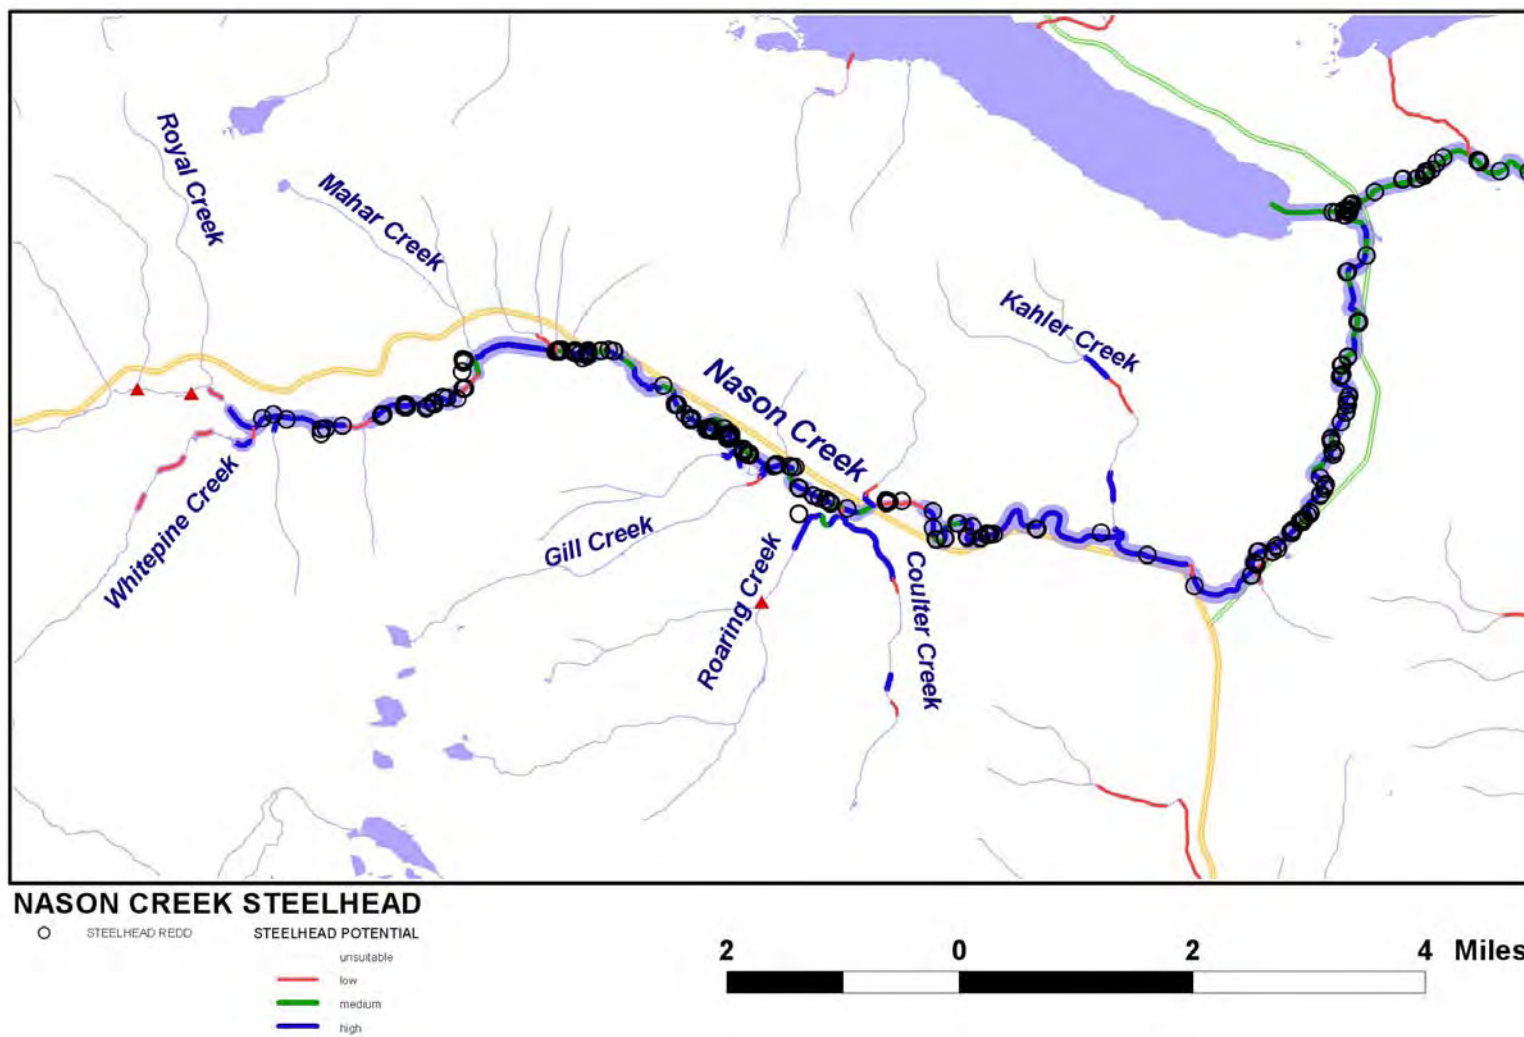 Royal Creek
Mahar Creek
Kahler Creek
Nason Creek
Whitepine Creek
Gill Creek
Roaring Creek
Coulter Creek
NASON CREEK STEELHEAD
STEELHEAD REDD
STEELHEAD POTENTIAL
unsuitable
low
medium
high
2 0 2 4 Miles